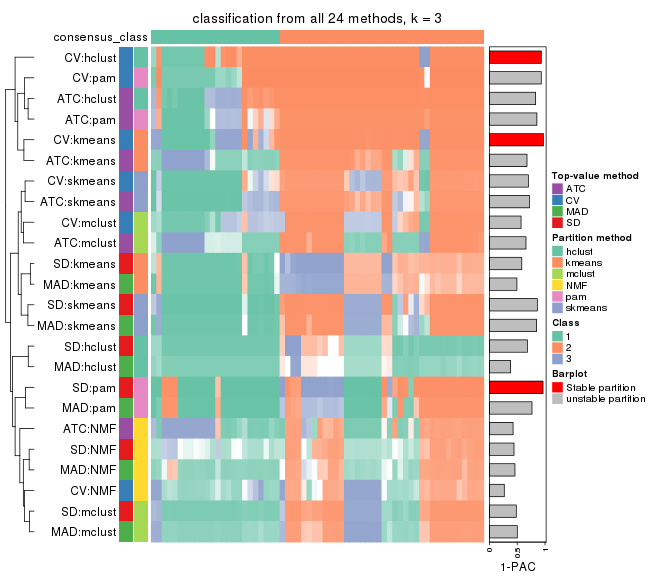 classification from all 24 methods, k = 3
consensus_class
CV:hclust
CV:pam
ATC:hclust
ATC:pam
CV:kmeans
ATC:kmeans
CV:skmeans
ATC:skmeans
CV:mclust
ATC:mclust
SD:kmeans
MAD:kmeans
SD:skmeans
MAD:skmeans
SD:hclust
MAD:hclust
SD:pam
MAD:pam
ATC:NMF
SD:NMF
MAD:NMF
CV:NMF
SD:mclust
MAD:mclust
0 0.5 1
1-PAC
Top-value method
ATC
CV
MAD
SD
Partition method
hclust
kmeans
mclust
NMF
pam
skmeans
Class
1
2
3
Barplot
Stable partition
unstable partition